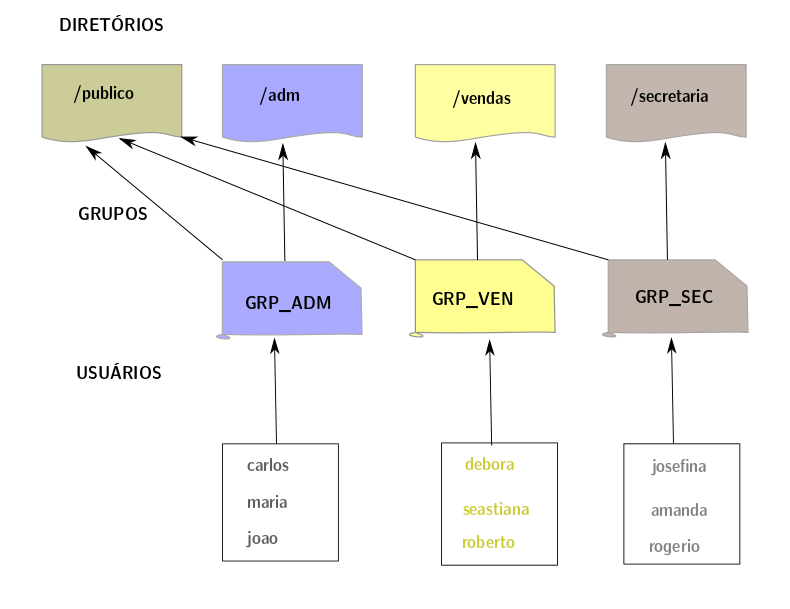 DIRETÓRIOS
/publico
/adm
/vendas
/secretaria
GRUPOS
GRP_ADM
GRP_VEN
GRP_SEC
USUÁRIOS
carlos
maria
joao
debora
seastiana
roberto
josefina
amanda
rogerio